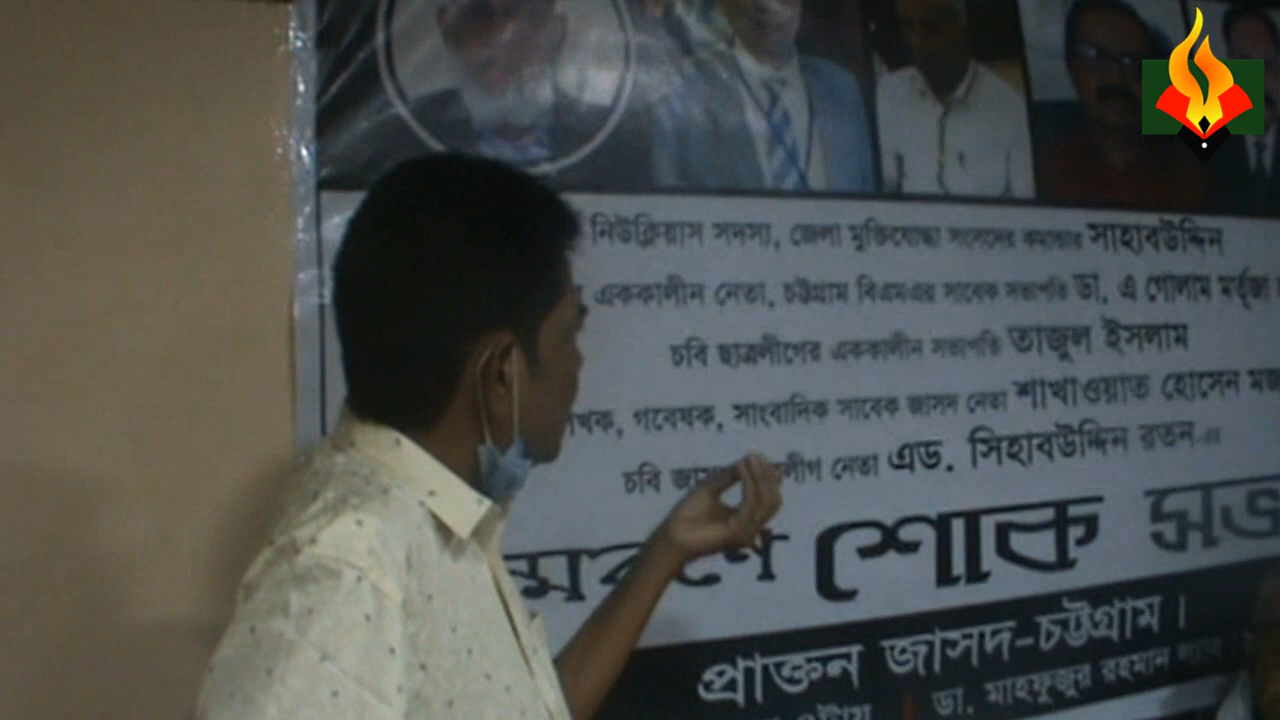 নিউক্লিয়াস সদস্য, জেলা মুক্তিযোদ্ধা সংসদের কমান্ডার সাহাবউদ্দিন
এককালীন নেতা, চট্টগ্রাম বিএমএর সাবেক সভাপতি ডা. এ গোলাম মর্তূজা
চবি ছাত্রলীগের এককালীন সভাপতি তাজুল ইসলাম
গবেষক, সাংবাদিক সাবেক জাসদ নেতা শাখাওয়াত হোসেন
চবি নেতা এড. সিহাবউদ্দিন রতন
শোক
প্রাক্তন জাসদ-চট্টগ্রাম।
ডা. মাহফুজুর রহমান